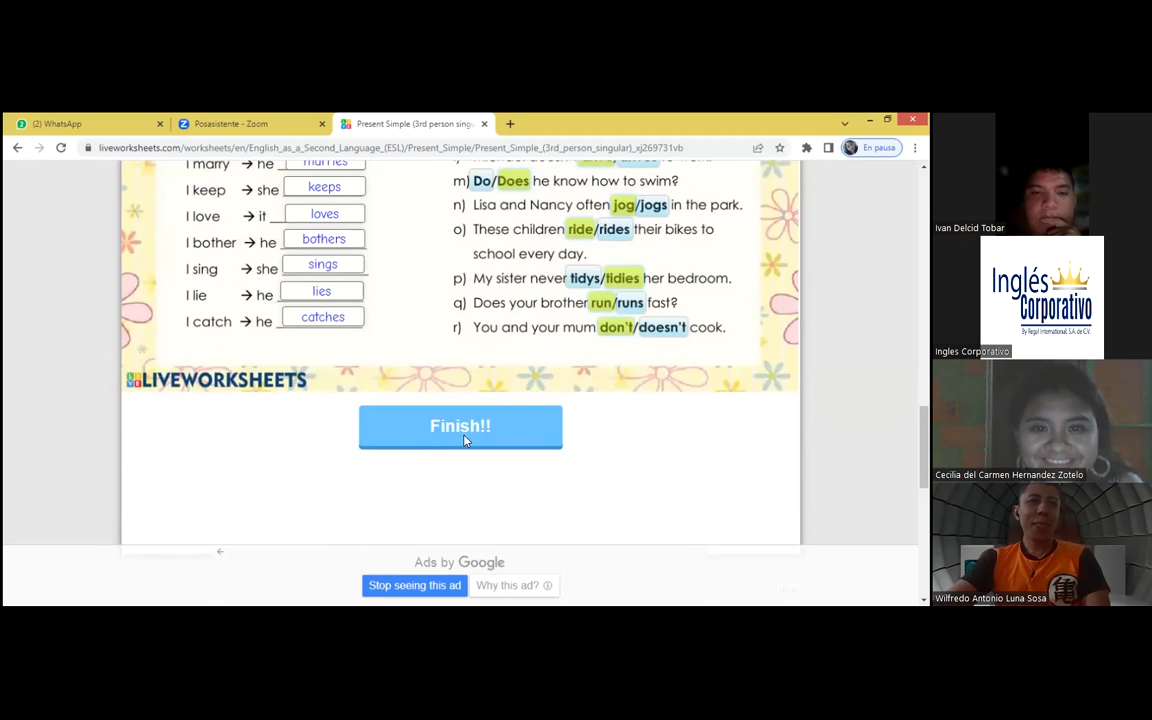 (2) WhatsApp
Posasistente - Zoom
Present Simple (3rd person sing
liveworksheets.com/worksheets/en/English_as_a_Second_Language_(ESL)/Present_Simple/Present_Simple_(3rd_person_singular)_xj269731vb
En pausa
I marry → he marries
I keep → she keeps
I love → it loves
I bother → he bothers
I sing → she sings
I lie → he lies
I catch → he catches
m) Do/Does he know how to swim?
n) Lisa and Nancy often jog/jogs in the park.
o) These children ride/rides their bikes to
school every day.
p) My sister never tidys/tidies her bedroom.
q) Does your brother run/runs fast?
r) You and your mum don't/doesn't cook.
LIVEWORKSHEETS
Finish!!
Ads by Google
Stop seeing this ad
Why this ad?
Ivan Delcid Tobar
Inglés
Corporativo
By Regal International, S.A. de C.V.
Ingles Corporativo
Cecilia del Carmen Hernandez Zotelo
Wilfredo Antonio Luna Sosa